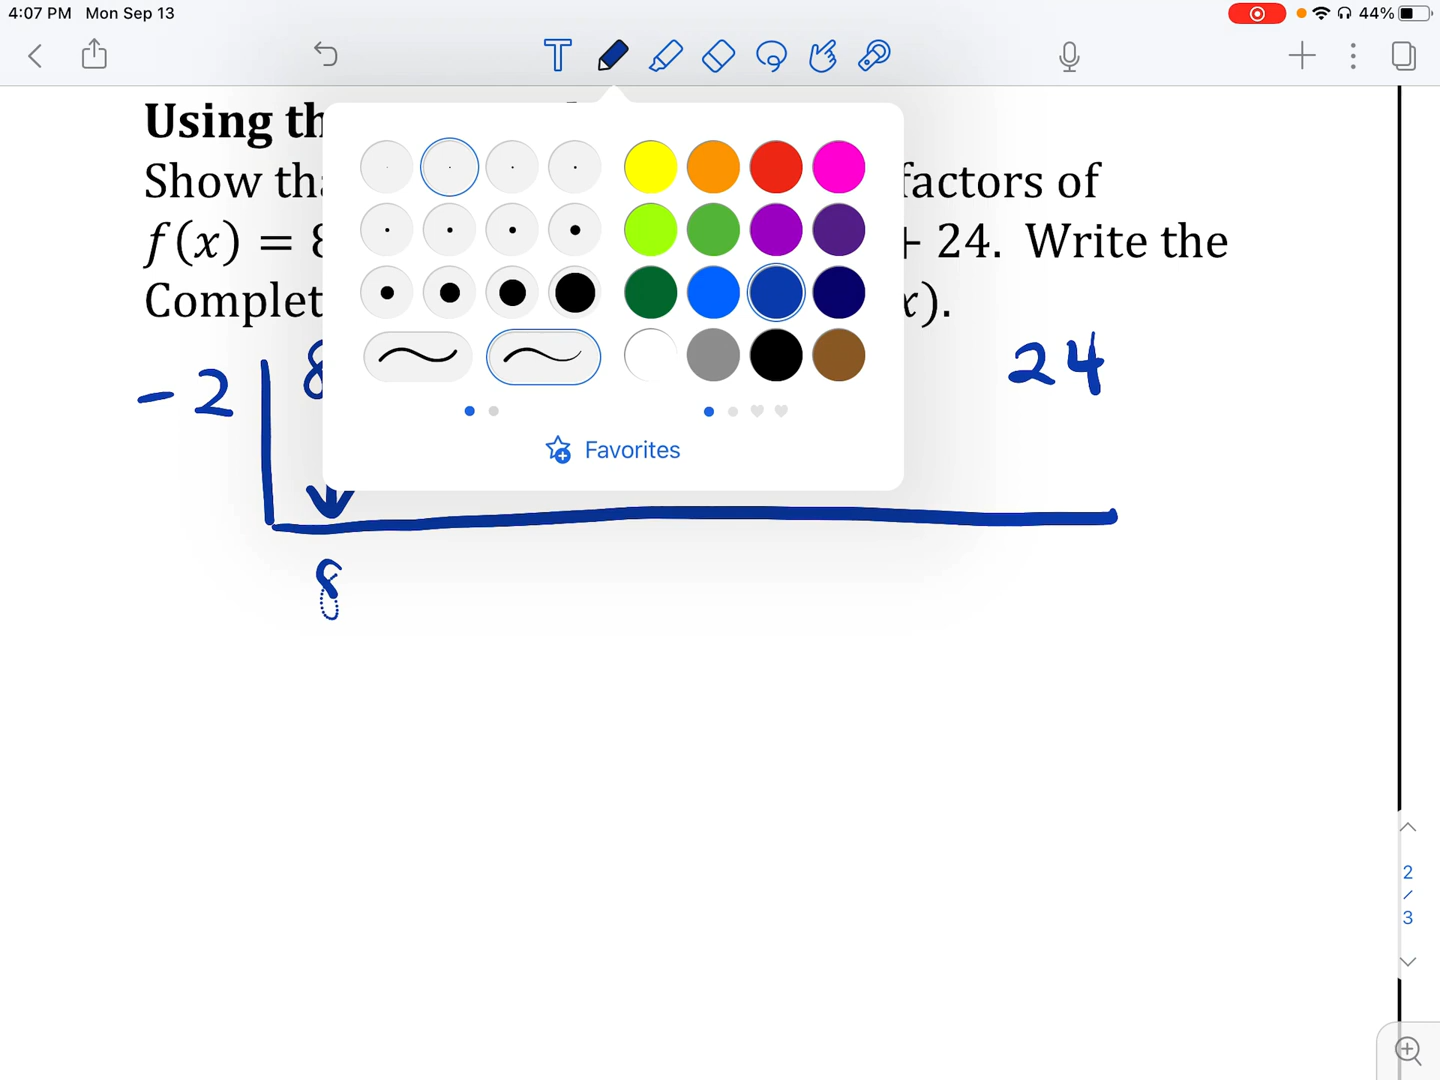 4:07 PM Mon Sep 13
44%
T
Using th
Show tha factors of
f(x) = 8 + 24. Write the
Complet x).
-2 8 24
Favorites
8
2
/
3